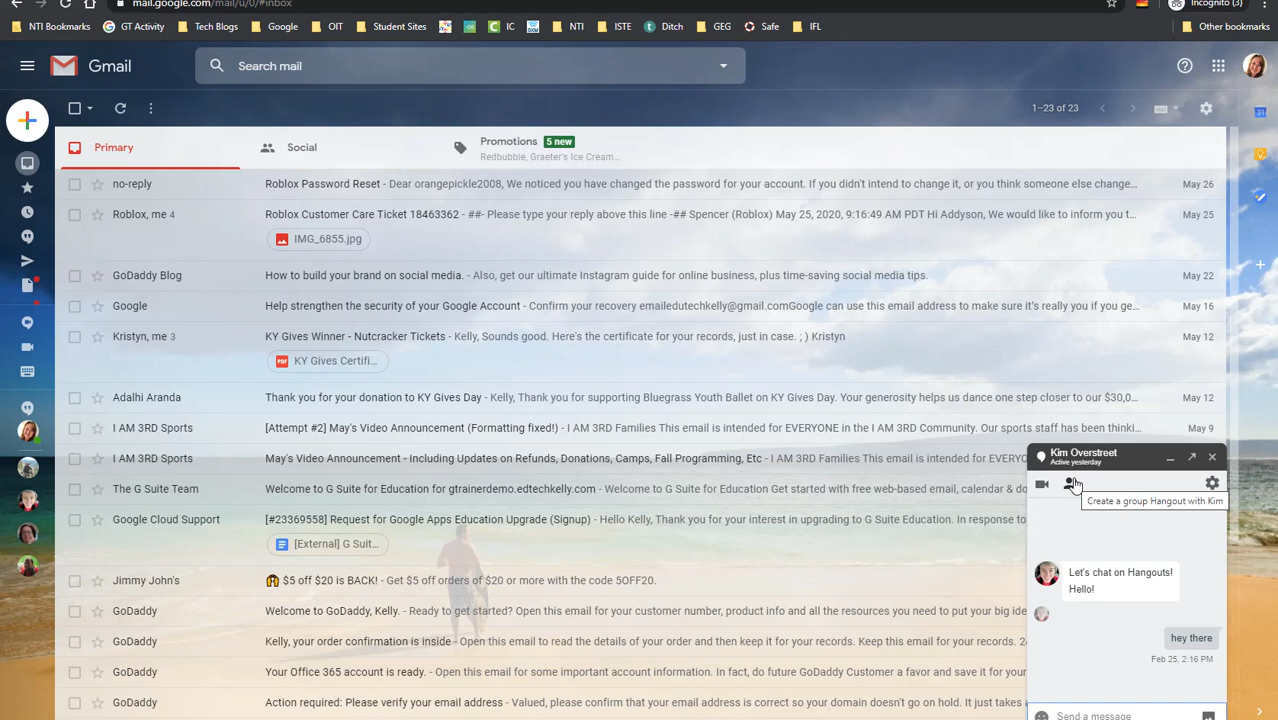 mail.google.com/mail/u/0/#inbox
Incognito (3)
NTI Bookmarks GT Activity Tech Blogs Google OIT Student Sites C IC NTI ISTE Ditch GEG Safe IFL Other bookmarks
Gmail Search mail
1–23 of 23
Primary Social Promotions 5 new
Redbubble, Graeter's Ice Cream...
no-reply Roblox Password Reset - Dear orangepickle2008, We noticed you have changed the password for your account. If you didn't intend to change it, or you think someone else change... May 26
Roblox, me 4 Roblox Customer Care Ticket 18463362 - ##- Please type your reply above this line -## Spencer (Roblox) May 25, 2020, 9:16:49 AM PDT Hi Addyson, We would like to inform you t... May 25
IMG_6855.jpg
GoDaddy Blog How to build your brand on social media. - Also, get our ultimate Instagram guide for online business, plus time-saving social media tips. May 22
Google Help strengthen the security of your Google Account - Confirm your recovery emailedutechkelly@gmail.comGoogle can use this email address to make sure it's really you if you ge... May 16
Kristyn, me 3 KY Gives Winner - Nutcracker Tickets - Kelly, Sounds good. Here's the certificate for your records, just in case. ; ) Kristyn May 12
PDF KY Gives Certifi...
Adalhi Aranda Thank you for your donation to KY Gives Day - Kelly, Thank you for supporting Bluegrass Youth Ballet on KY Gives Day. Your generosity helps us dance one step closer to our $30,0... May 12
I AM 3RD Sports [Attempt #2] May's Video Announcement (Formatting fixed!) - I AM 3RD Families This email is intended for EVERYONE in the I AM 3RD Community. Our sports staff has been thinki... May 9
I AM 3RD Sports May's Video Announcement - Including Updates on Refunds, Donations, Camps, Fall Programming, Etc - I AM 3RD Families This email is intended for EVERYONE in
The G Suite Team Welcome to G Suite for Education for gtrainerdemo.techkelly.com - Welcome to G Suite for Education Get started with free web-based email, calendar & do
Google Cloud Support [#23369558] Request for Google Apps Education Upgrade (Signup) - Hello Kelly, Thank you for your interest in upgrading to G Suite Education. In response to
[External] G Suit...
Jimmy John's $5 off $20 is BACK! - Get $5 off orders of $20 or more with the code 5OFF20.
GoDaddy Welcome to GoDaddy, Kelly. - Ready to get started? Open this email for your customer number, product info and all the resources you need to put your big ide
GoDaddy Kelly, your order confirmation is inside - Open this email to read the details of your order and then keep it for your records. Keep this email for your records. 24
GoDaddy Your Office 365 account is ready. - Open this email for some important account information. In fact, do future GoDaddy Customer a favor and save it for your
GoDaddy Action required: Please verify your email address - Valued, please confirm your email address is correct so your domain doesn't go on hold. It just takes
Kim Overstreet
Active yesterday
Create a group Hangout with Kim
Let's chat on Hangouts!
Hello!
hey there
Feb 25, 2:16 PM
Send a message